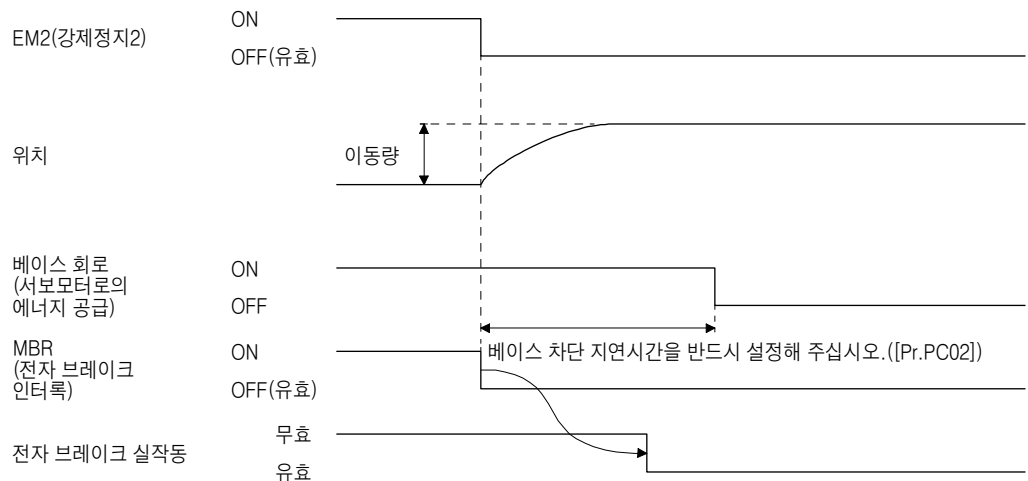 EM2(강제정지2)
ON
OFF(유효)
위치
이동량
베이스 회로
(서보모터로의
에너지 공급)
ON
OFF
베이스 차단 지연시간을 반드시 설정해 주십시오.([Pr.PC02])
MBR
(전자 브레이크
인터록)
ON
OFF(유효)
전자 브레이크 실작동
무효
유효